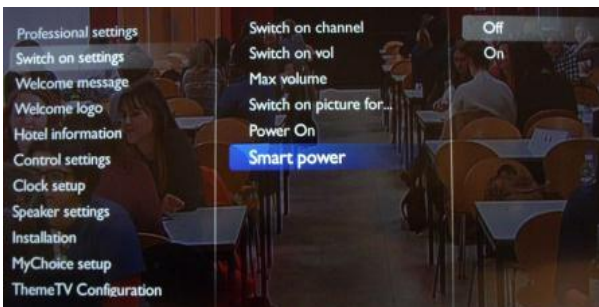 Professional settings
Switch on settings
Welcome message
Welcome logo
Hotel information
Control settings
Clock setup
Speaker settings
Installation
MyChoice setup
ThemeTV Configuration
Switch on channel
Switch on vol
Max volume
Switch on picture for...
Power On
Smart power
Off
On